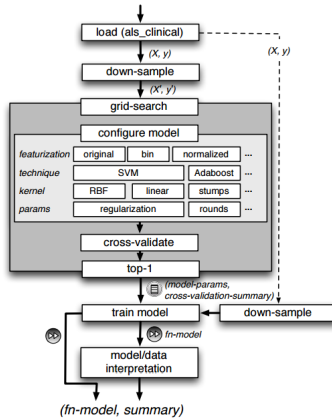 load (als_clinical)
(X, y)
(X, y)
down-sample
(X', y')
grid-search
configure model
featurization original bin normalized ...
technique SVM Adaboost ...
kernel RBF linear stumps ...
params regularization rounds ...
cross-validate
top-1
(model-params,
cross-validation-summary)
train model
down-sample
fn-model
model/data
interpretation
(fn-model, summary)